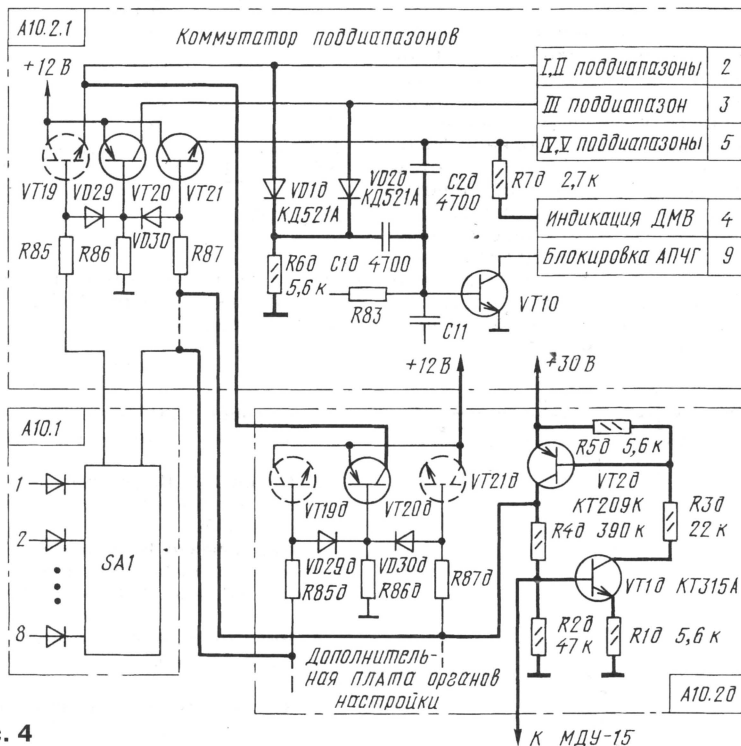 А10.2.1
Коммутатор поддиапазонов
+12 В
I,II поддиапазоны 2
III поддиапазон 3
IV,V поддиапазоны 5
Индикация ДМВ 4
Блокировка АПЧГ 9
VT19
VD29
VT20
VD30
VT21
R85
R86
R87
VD1д
КД521А
VD2д
КД521А
C2д
4700
R7д 2,7 к
R6д
5,6 к
C1д 4700
R83
C11
VT10
+12 В
+30 В
А10.1
1
2
8
SA1
VT19д
VT20д
VT21д
VD29д
VD30д
R85д
R86д
R87д
R5д 5,6 к
VT2д
КТ209К
R3д
22 к
R4д 390 к
VT1д КТ315А
R2д
47 к
R1д 5,6 к
Дополнитель-
ная плата органов
настройки
А10.2д
К МДУ-15
с. 4